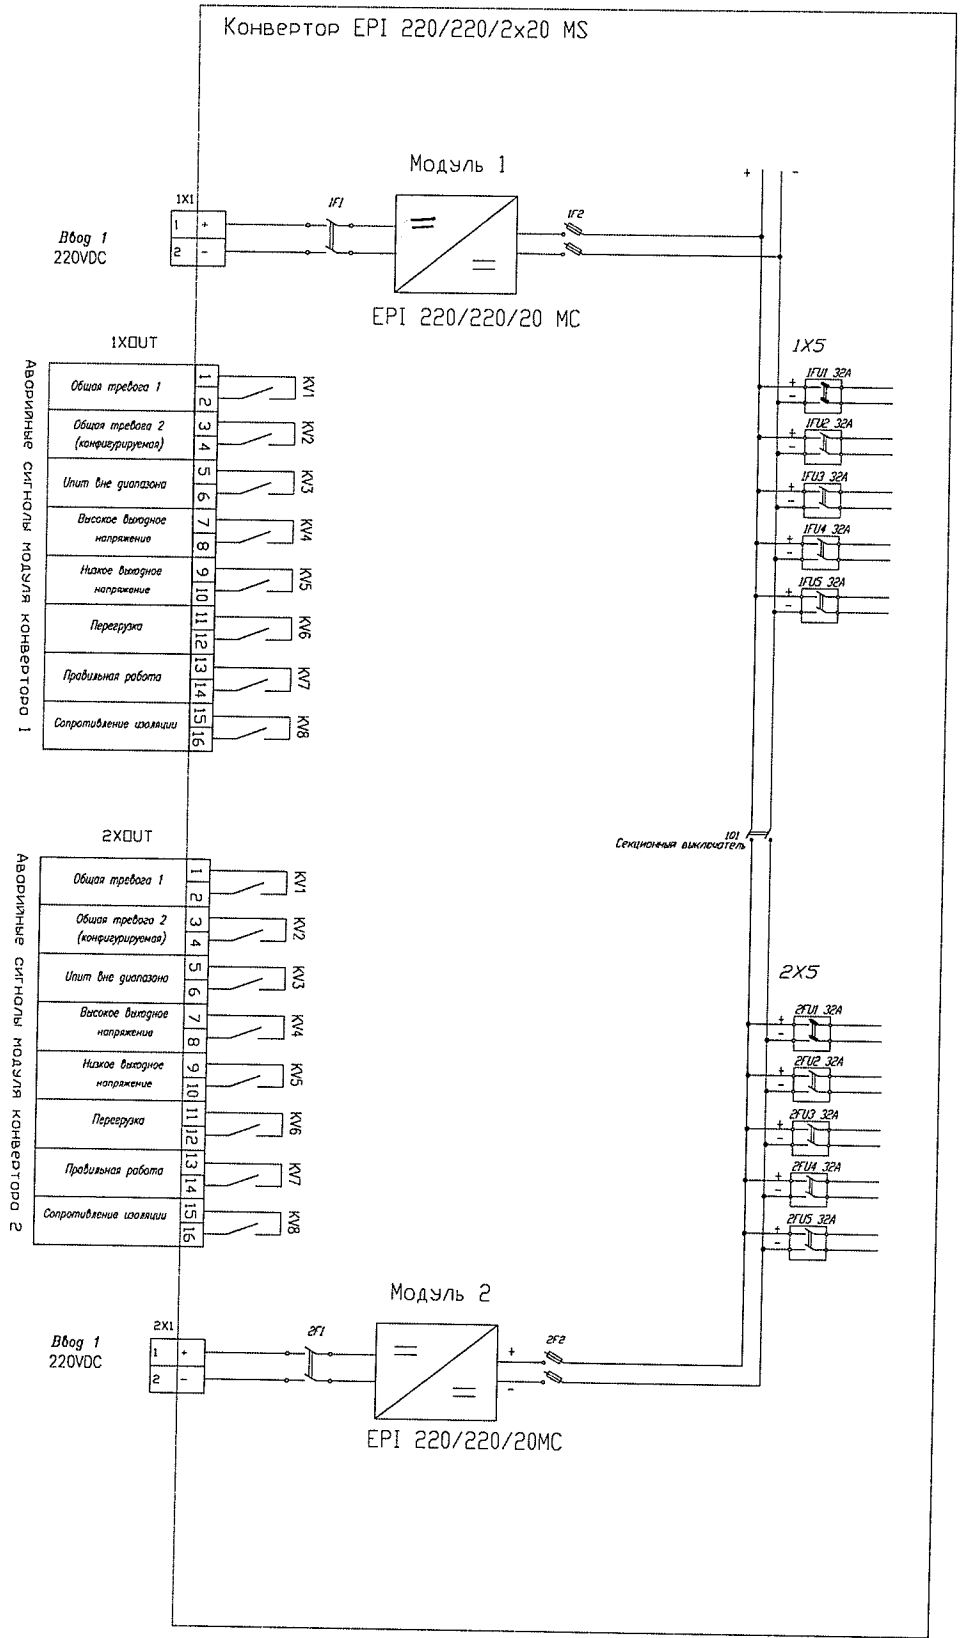 Конвертор EPI 220/220/2x20 MS
Модуль 1
+ -
1X1
1F1
1F2
1 +
2 -
Ввод 1
220VDC
EPI 220/220/20 МС
1XOUT
1X5
Аварийные сигналы модуля конвертора 1
Общая тревога 1
1
2
KV1
Общая тревога 2
(конфигурируемая)
3
4
KV2
Uпит вне диапазона
5
6
KV3
Высокое выходное
напряжение
7
8
KV4
Низкое выходное
напряжение
9
10
KV5
Перегрузка
11
12
KV6
Правильная работа
13
14
KV7
Сопротивление изоляции
15
16
KV8
1FU1 32A
+
-
1FU2 32A
+
-
1FU3 32A
+
-
1FU4 32A
+
-
1FU5 32A
+
-
1Q1
Секционный выключатель
2XOUT
2X5
Аварийные сигналы модуля конвертора 2
Общая тревога 1
1
2
KV1
Общая тревога 2
(конфигурируемая)
3
4
KV2
Uпит вне диапазона
5
6
KV3
Высокое выходное
напряжение
7
8
KV4
Низкое выходное
напряжение
9
10
KV5
Перегрузка
11
12
KV6
Правильная работа
13
14
KV7
Сопротивление изоляции
15
16
KV8
2FU1 32A
+
-
2FU2 32A
+
-
2FU3 32A
+
-
2FU4 32A
+
-
2FU5 32A
+
-
Модуль 2
2X1
2F1
2F2
1 +
2 -
Ввод 1
220VDC
+
-
EPI 220/220/20МС